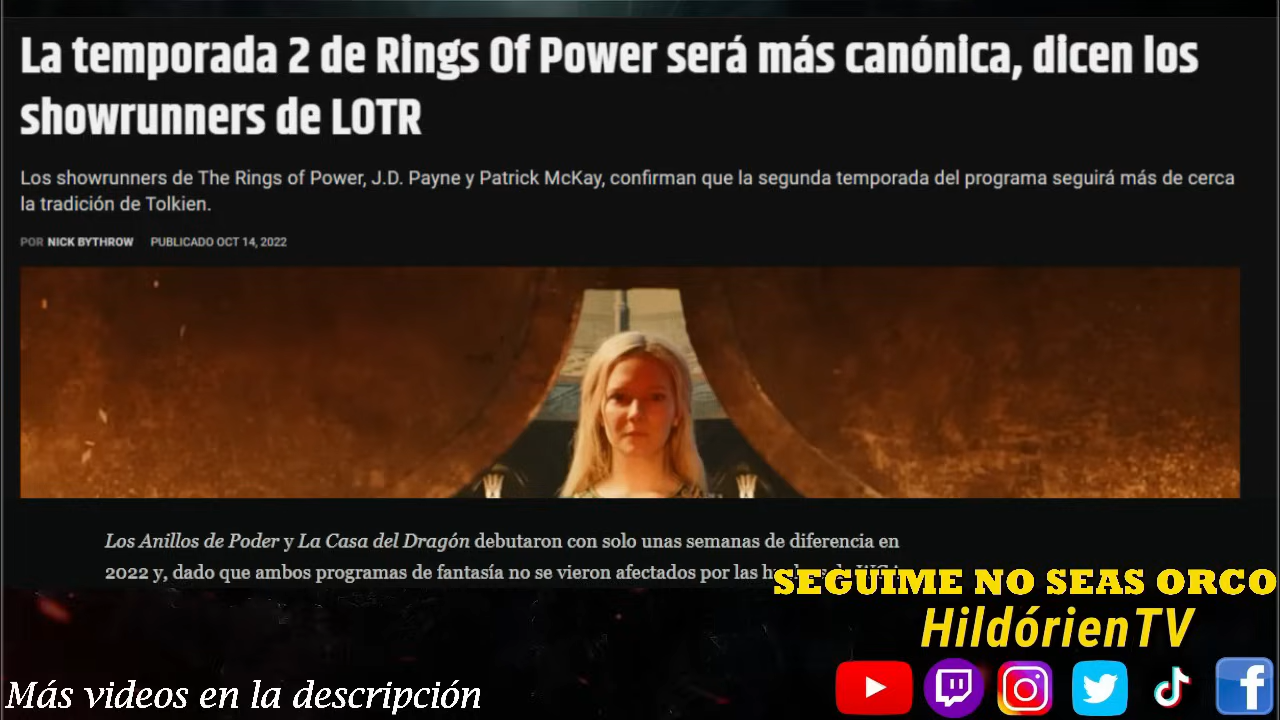 La temporada 2 de Rings Of Power será más canónica, dicen los
showrunners de LOTR
Los showrunners de The Rings of Power, J.D. Payne y Patrick McKay, confirman que la segunda temporada del programa seguirá más de cerca
la tradición de Tolkien.
POR NICK BYTHROW PUBLICADO OCT 14, 2022
Los Anillos de Poder y La Casa del Dragón debutaron con solo unas semanas de diferencia en
2022 y, dado que ambos programas de fantasía no se vieron afectados por las
SEGUIME NO SEAS ORCO
HildórienTV
Más videos en la descripción